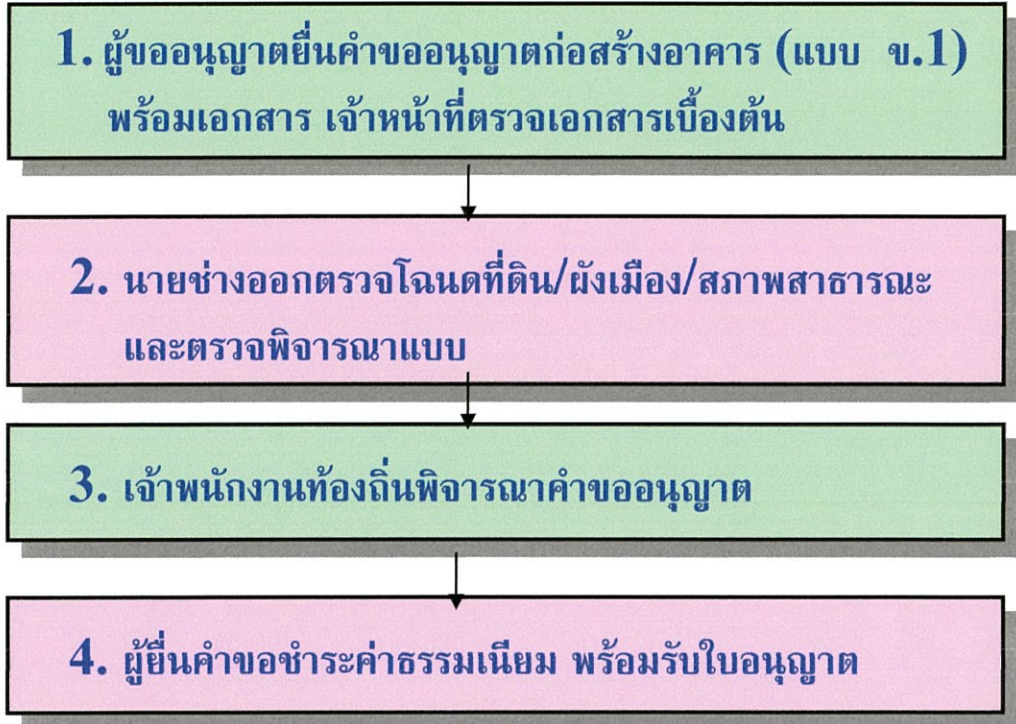 1. ผู้ขออนุญาตยื่นคำขออนุญาตก่อสร้างอาคาร (แบบ ข.1)
พร้อมเอกสาร เจ้าหน้าที่ตรวจเอกสารเบื้องต้น
2. นายช่างออกตรวจโฉนดที่ดิน/ผังเมือง/สภาพสาธารณะ
และตรวจพิจารณาแบบ
3. เจ้าพนักงานท้องถิ่นพิจารณาคำขออนุญาต
4. ผู้ยื่นคำขอชำระค่าธรรมเนียม พร้อมรับใบอนุญาต